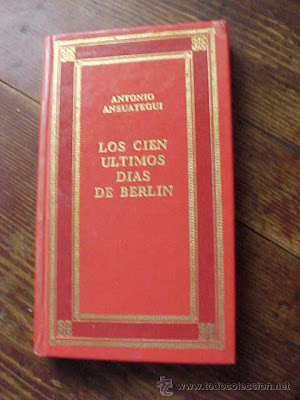 ANTONIO
ANSUATEGUI
LOS CIEN
ULTIMOS
DIAS
DE BERLIN
www.todocoleccion.net